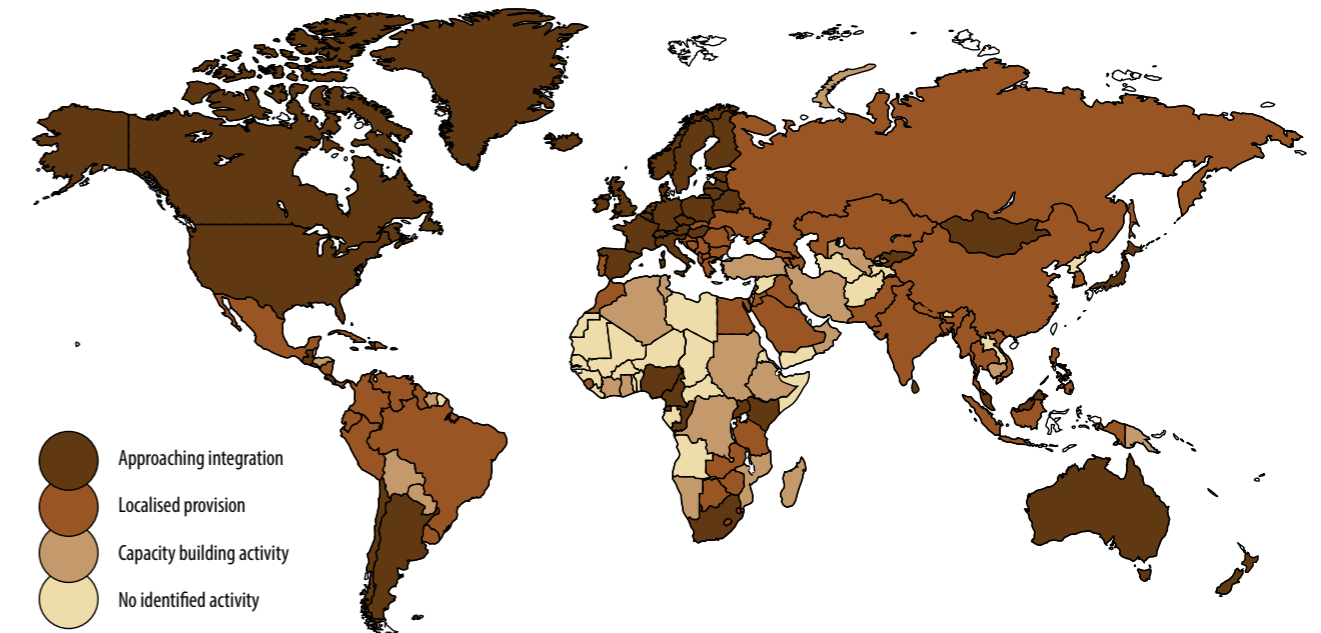 Approaching integration
Localised provision
Capacity building activity
No identified activity